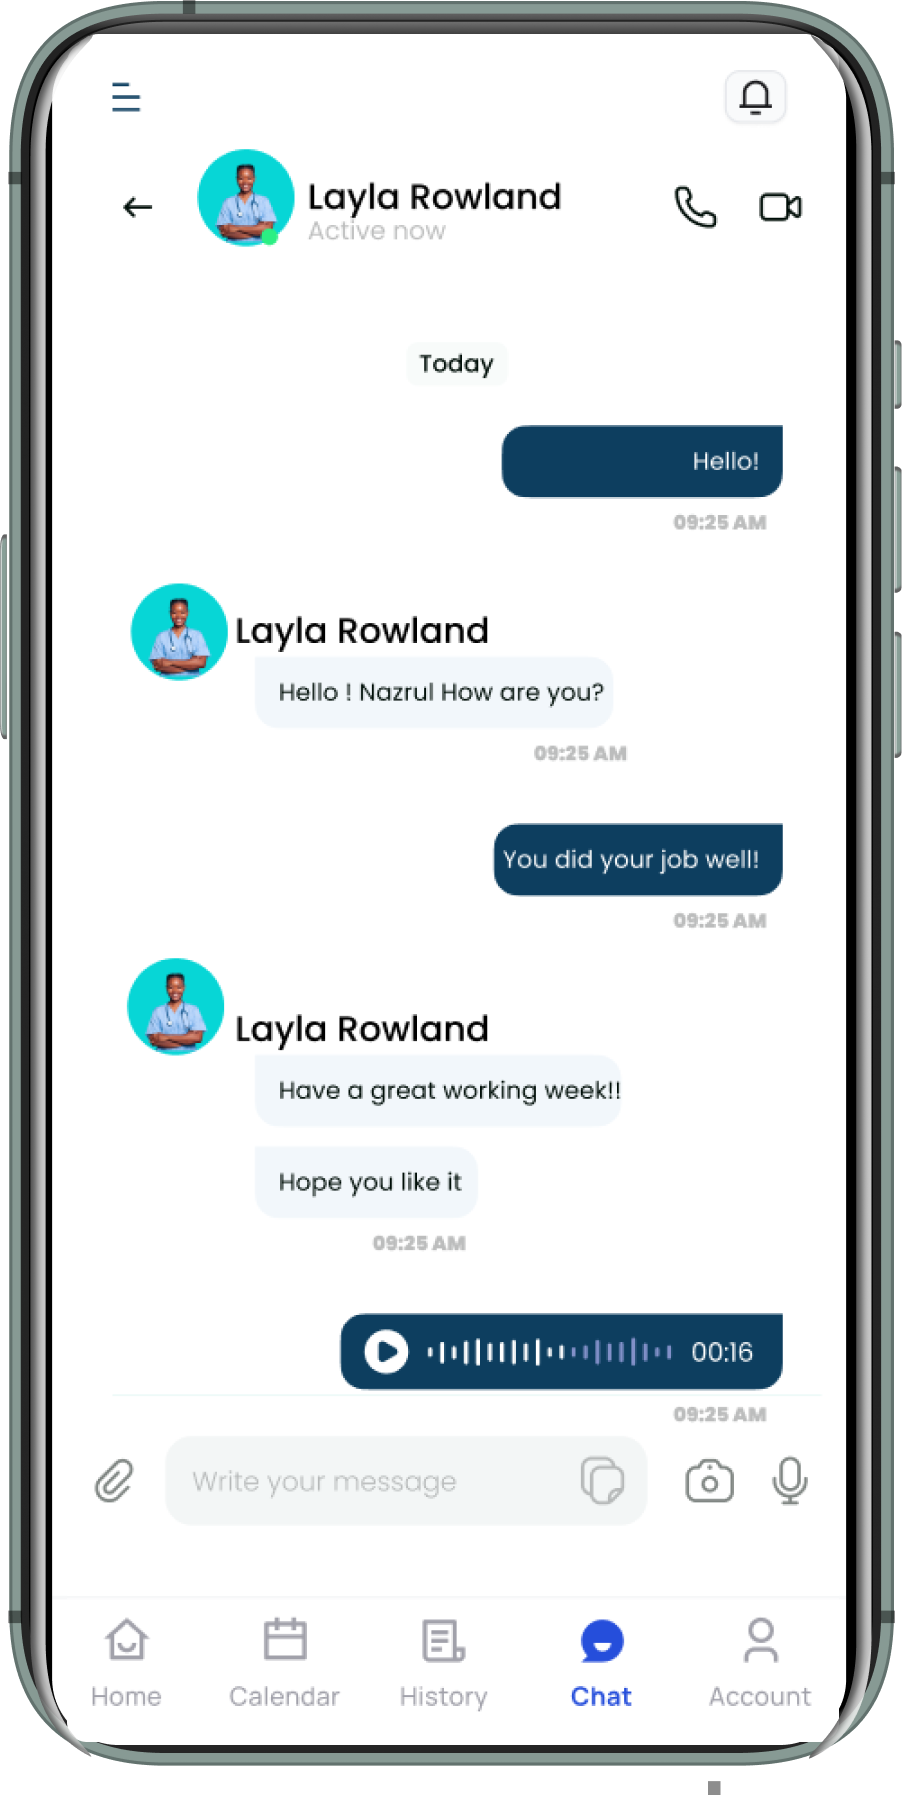 Layla Rowland
Active now
Today
Hello!
09:25 AM
Layla Rowland
Hello ! Nazrul How are you?
09:25 AM
You did your job well!
09:25 AM
Layla Rowland
Have a great working week!!
Hope you like it
09:25 AM
00:16
09:25 AM
Write your message
Home Calendar History Chat Account